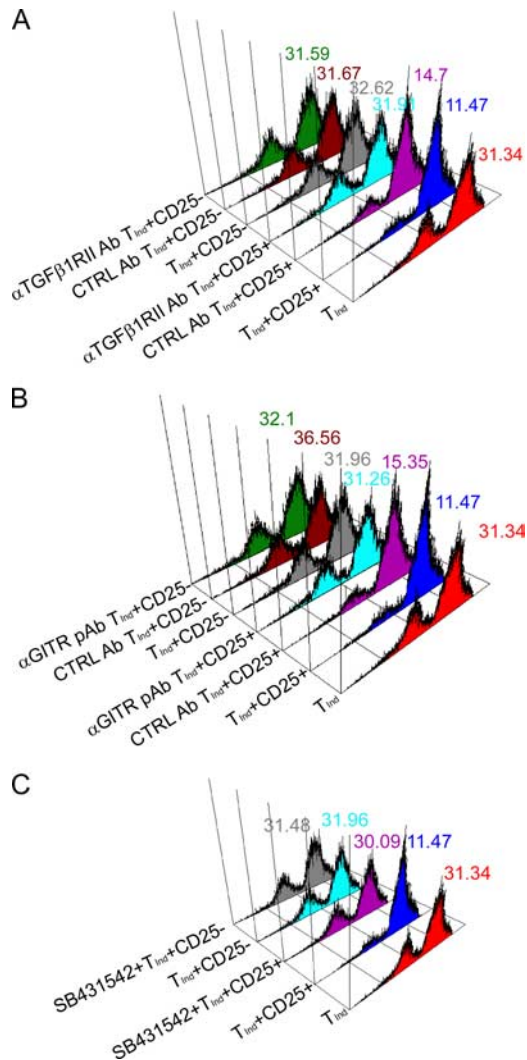 A
31.59
31.67
32.62
31.91
14.7
11.47
31.34
αTGFβ1RII Ab TInd+CD25-
CTRL Ab TInd+CD25-
TInd+CD25-
αTGFβ1RII Ab TInd+CD25+
CTRL Ab TInd+CD25+
TInd+CD25+
TInd
B
32.1
36.56
31.96
31.26
15.35
11.47
31.34
αGITR pAb TInd+CD25-
CTRL Ab TInd+CD25-
TInd+CD25-
αGITR pAb TInd+CD25+
CTRL Ab TInd+CD25+
TInd+CD25+
TInd
C
31.48
31.96
30.09
11.47
31.34
SB431542+TInd+CD25-
TInd+CD25-
SB431542+TInd+CD25+
TInd+CD25+
TInd